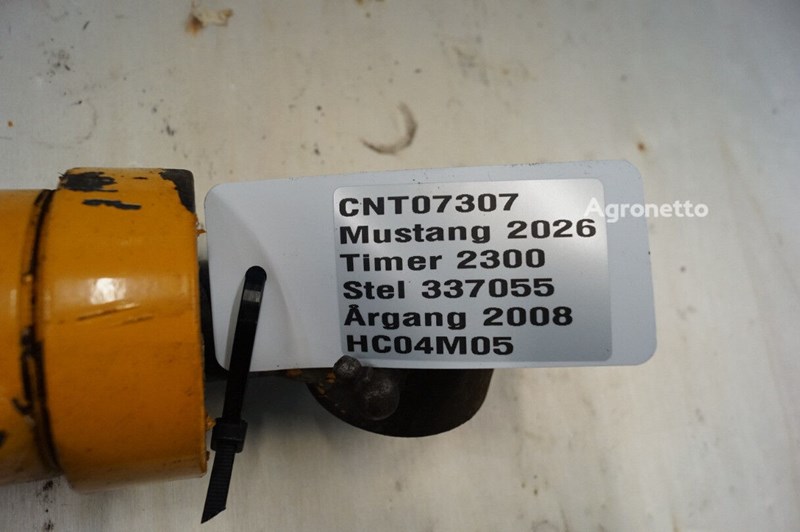 CNT07307
Agronetto
Mustang 2026
Timer 2300
Stel 337055
Årgang 2008
HC04M05